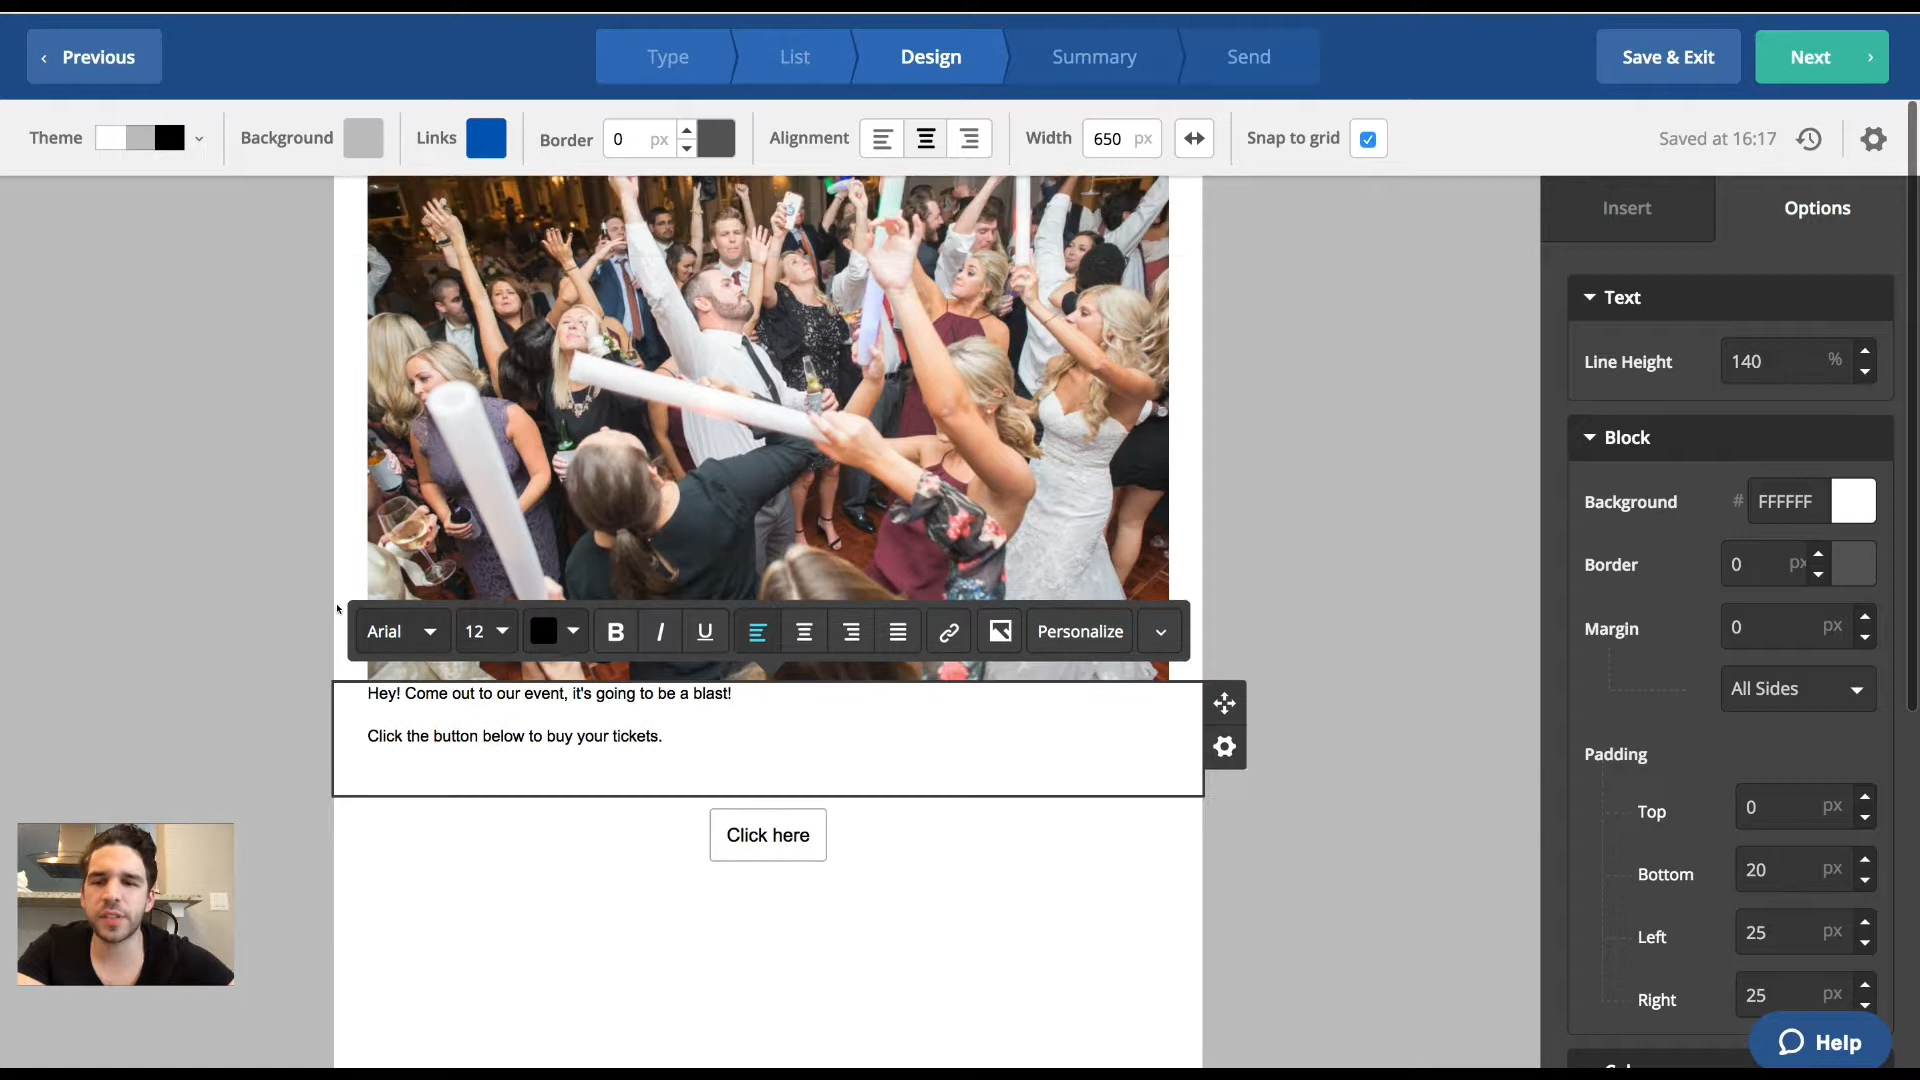 ‹ Previous
Type
List
Design
Summary
Send
Save & Exit
Next ›
Theme
Background
Links
Border 0 px
Alignment
Width 650 px
Snap to grid
Saved at 16:17
Insert
Options
Text
Line Height 140 %
Block
Background # FFFFFF
Border 0 px
Margin 0 px
All Sides
Padding
Top 0 px
Bottom 20 px
Left 25 px
Right 25 px
Arial 12 B I U Personalize
Hey! Come out to our event, it's going to be a blast!
Click the button below to buy your tickets.
Click here
Help